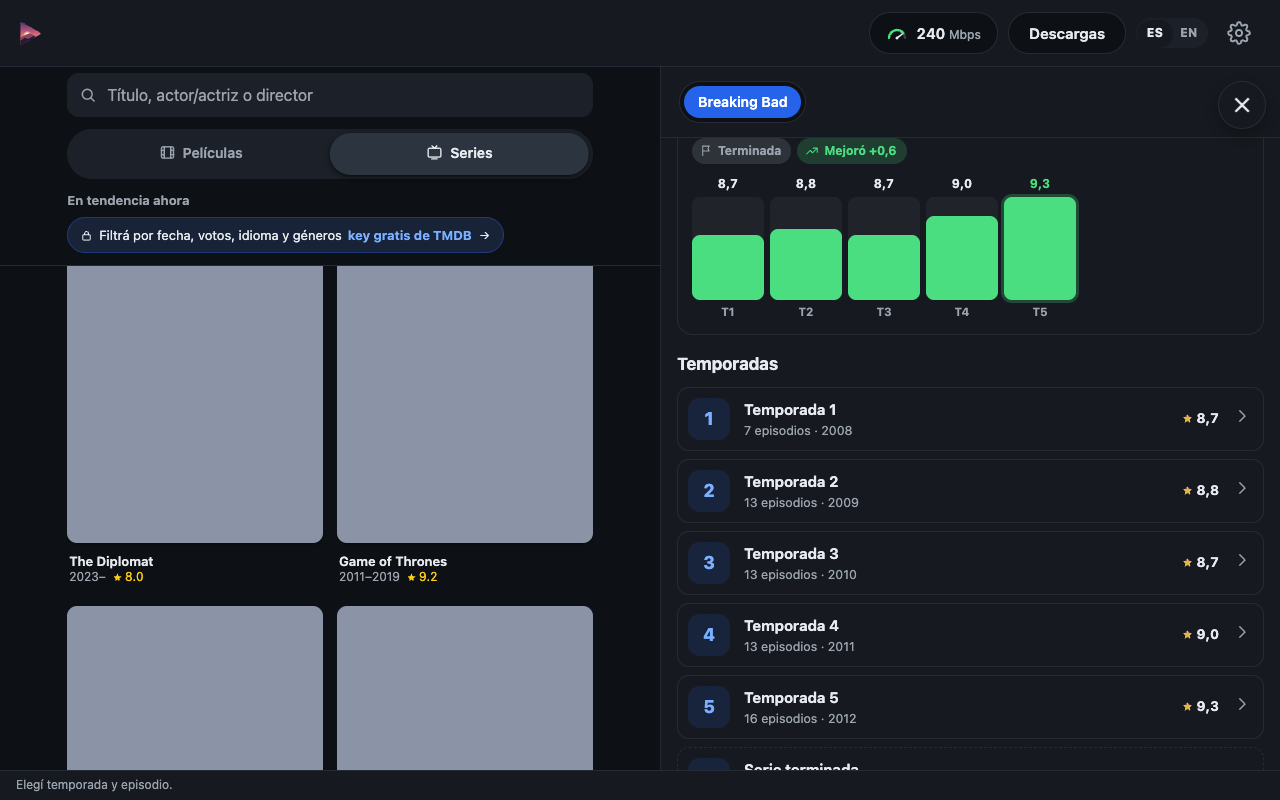 240 Mbps
Descargas
ES EN
Título, actor/actriz o director
Películas
Series
En tendencia ahora
Filtrá por fecha, votos, idioma y géneros key gratis de TMDB →
The Diplomat
2023– ★ 8.0
Game of Thrones
2011–2019 ★ 9.2
Breaking Bad
Terminada
Mejoró +0,6
8,7 8,8 8,7 9,0 9,3
T1 T2 T3 T4 T5
Temporadas
1 Temporada 1
7 episodios · 2008
★ 8,7
2 Temporada 2
13 episodios · 2009
★ 8,8
3 Temporada 3
13 episodios · 2010
★ 8,7
4 Temporada 4
13 episodios · 2011
★ 9,0
5 Temporada 5
16 episodios · 2012
★ 9,3
Serie terminada
Elegí temporada y episodio.